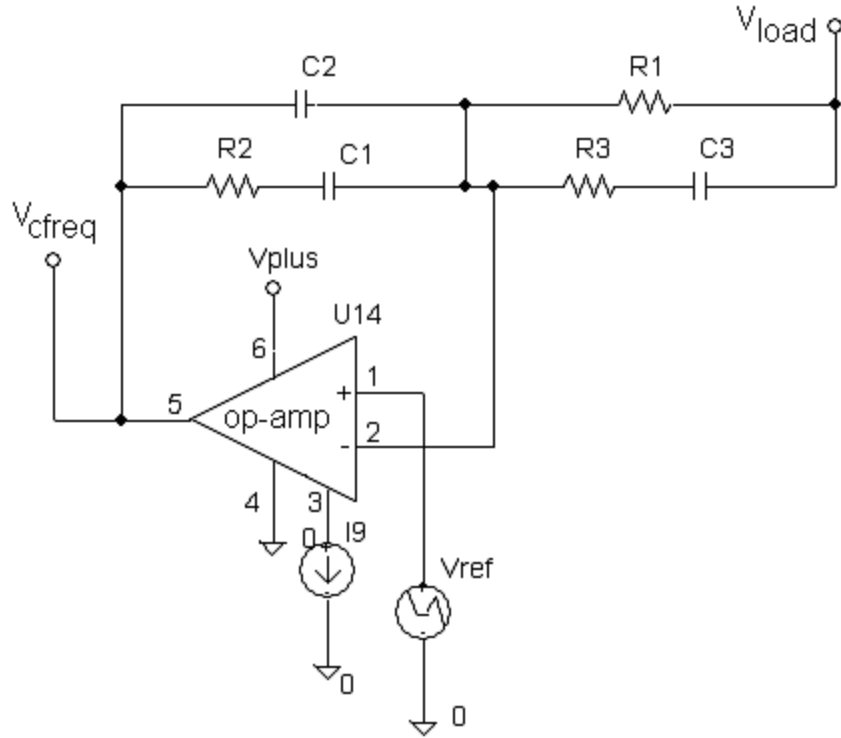 Vload
C2
R1
R2
C1
R3
C3
Vcfreq
Vplus
U14
6
1
+
5
op-amp
2
-
4
3
0
I9
Vref
0
0